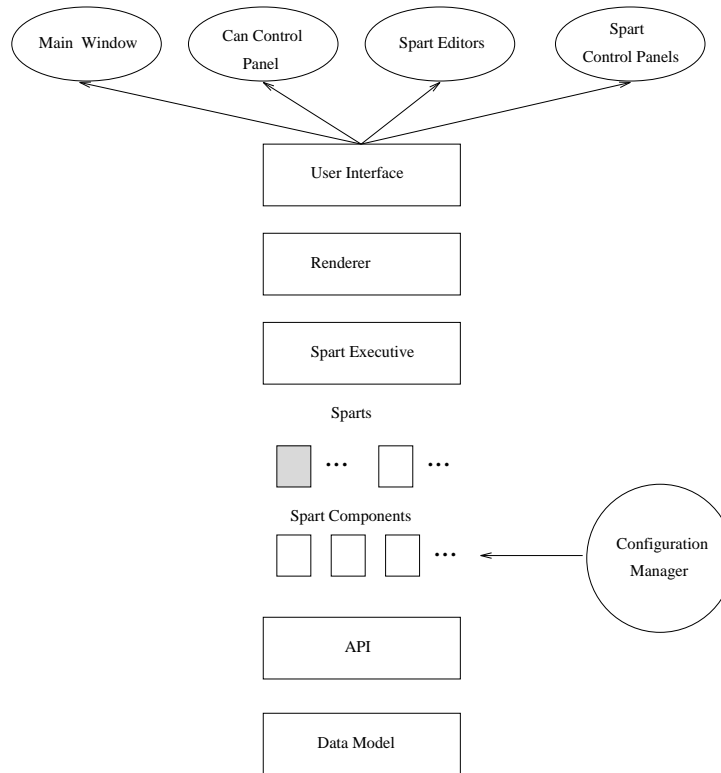 Main Window
Can Control
Panel
Spart Editors
Spart
Control Panels
User Interface
Renderer
Spart Executive
Sparts
... ...
Spart Components
...
Configuration
Manager
API
Data Model